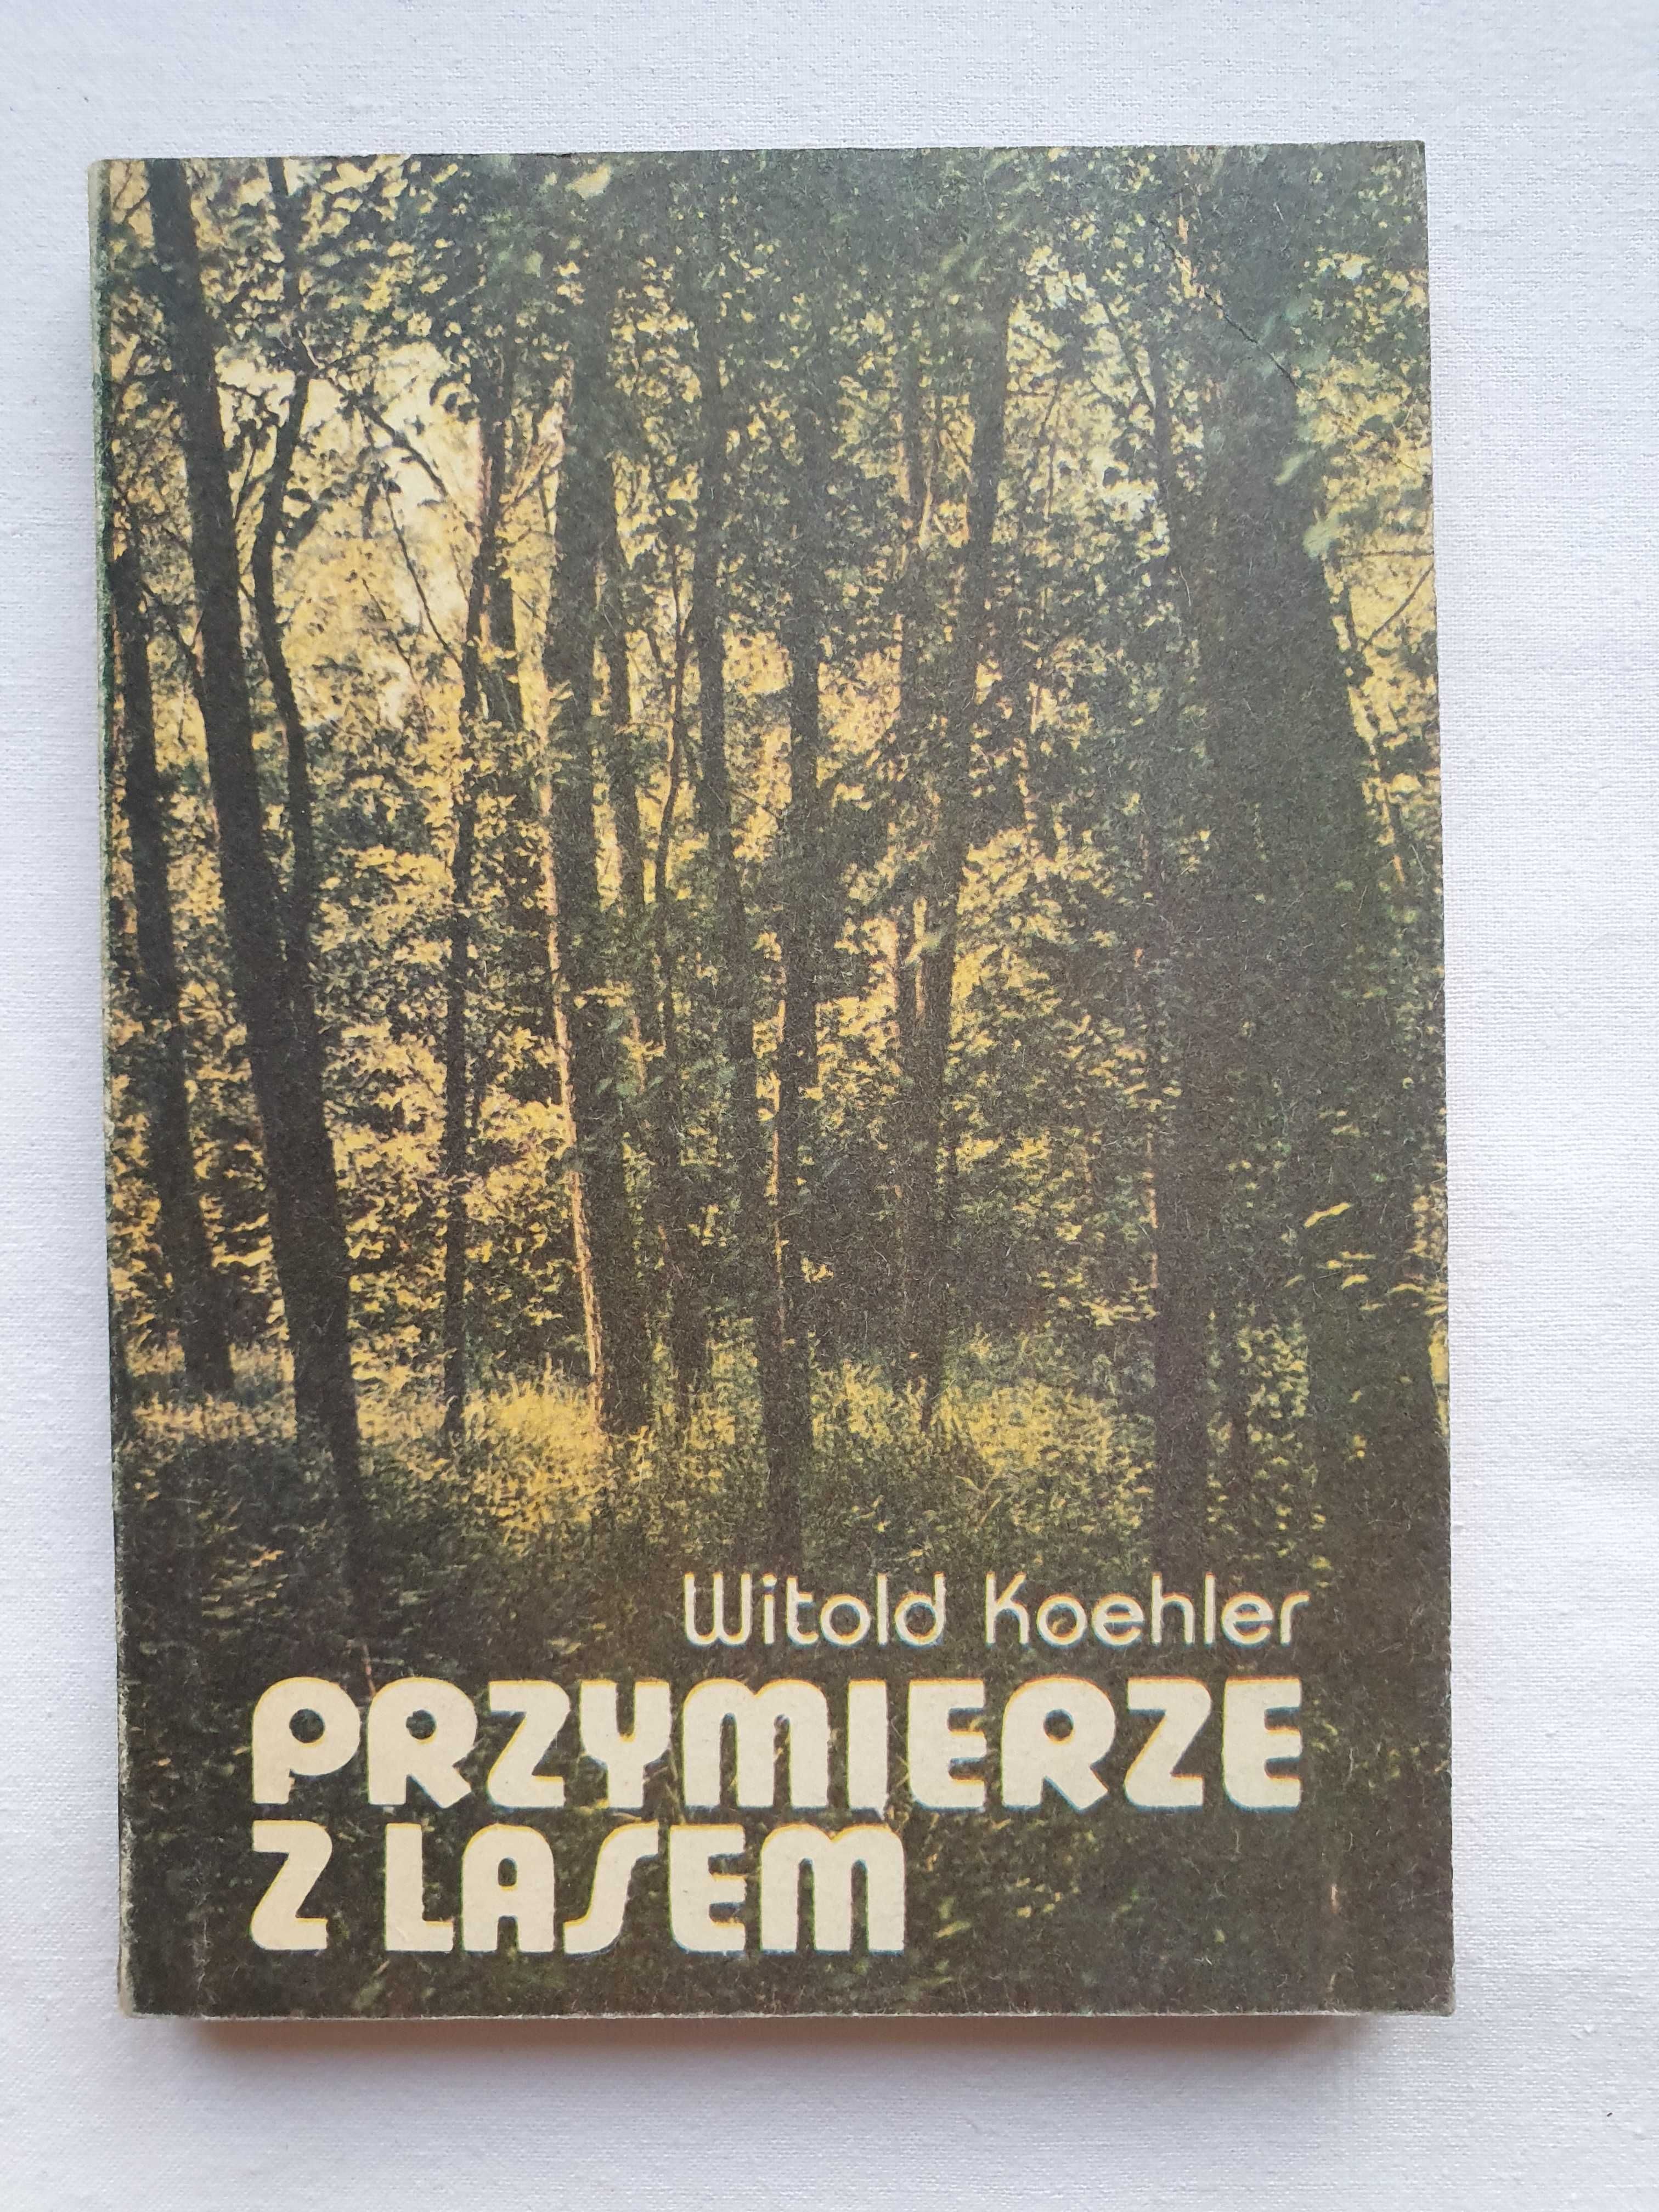 Witold Koehler
PRZYMIERZE
Z LASEM